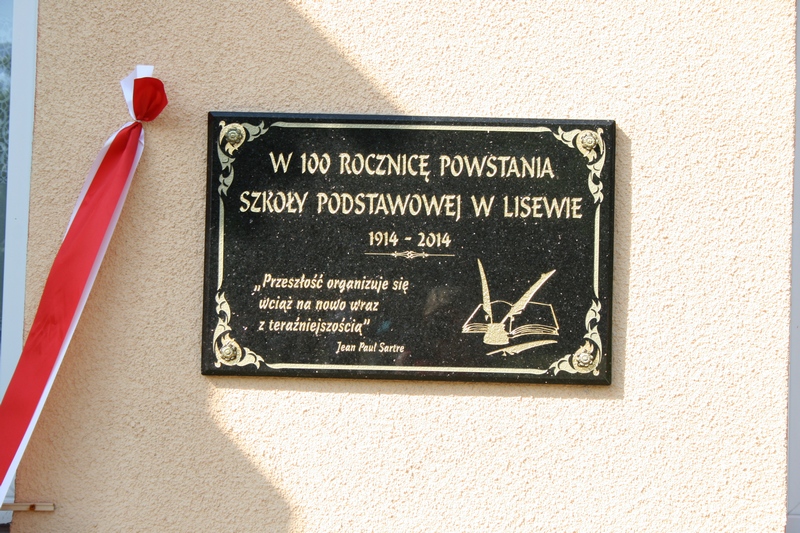 W 100 ROCZNICĘ POWSTANIA
SZKOŁY PODSTAWOWEJ W LISEWIE
1914 - 2014
„Przeszłość organizuje się
wciąż na nowo wraz
z teraźniejszością”
Jean Paul Sartre